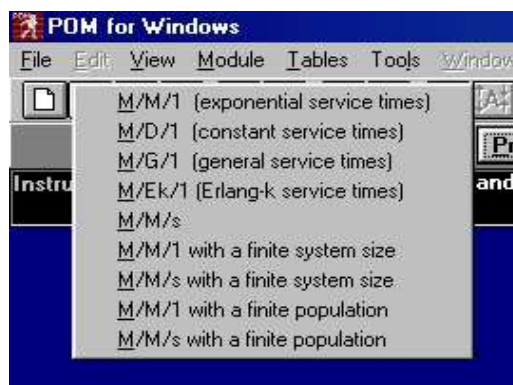 POM for Windows
File Edit View Module Tables Tools Window
M/M/1 (exponential service times)
M/D/1 (constant service times)
M/G/1 (general service times)
Instru M/Ek/1 (Erlang-k service times) and
M/M/s
M/M/1 with a finite system size
M/M/s with a finite system size
M/M/1 with a finite population
M/M/s with a finite population